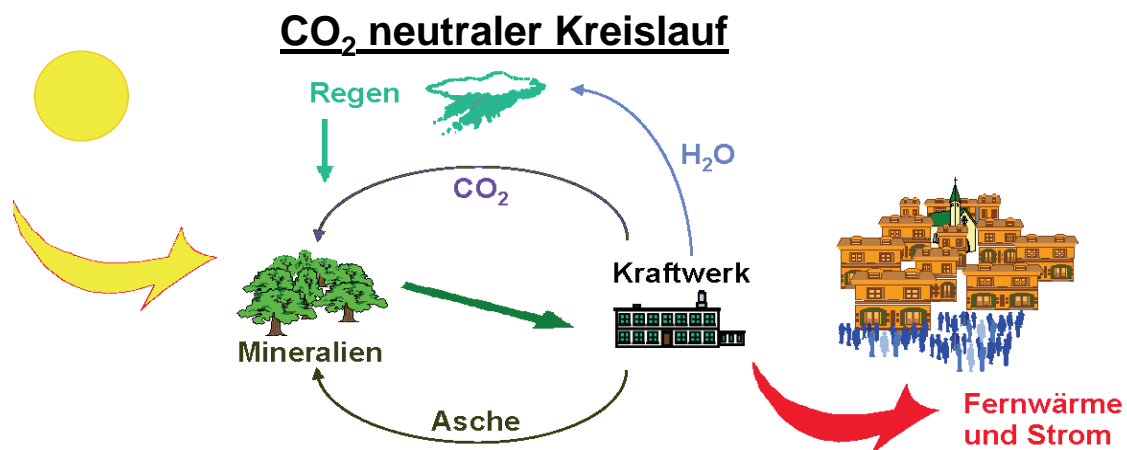 CO₂ neutraler Kreislauf
Regen
H₂O
CO₂
Kraftwerk
Mineralien
Asche
Fernwärme
und Strom